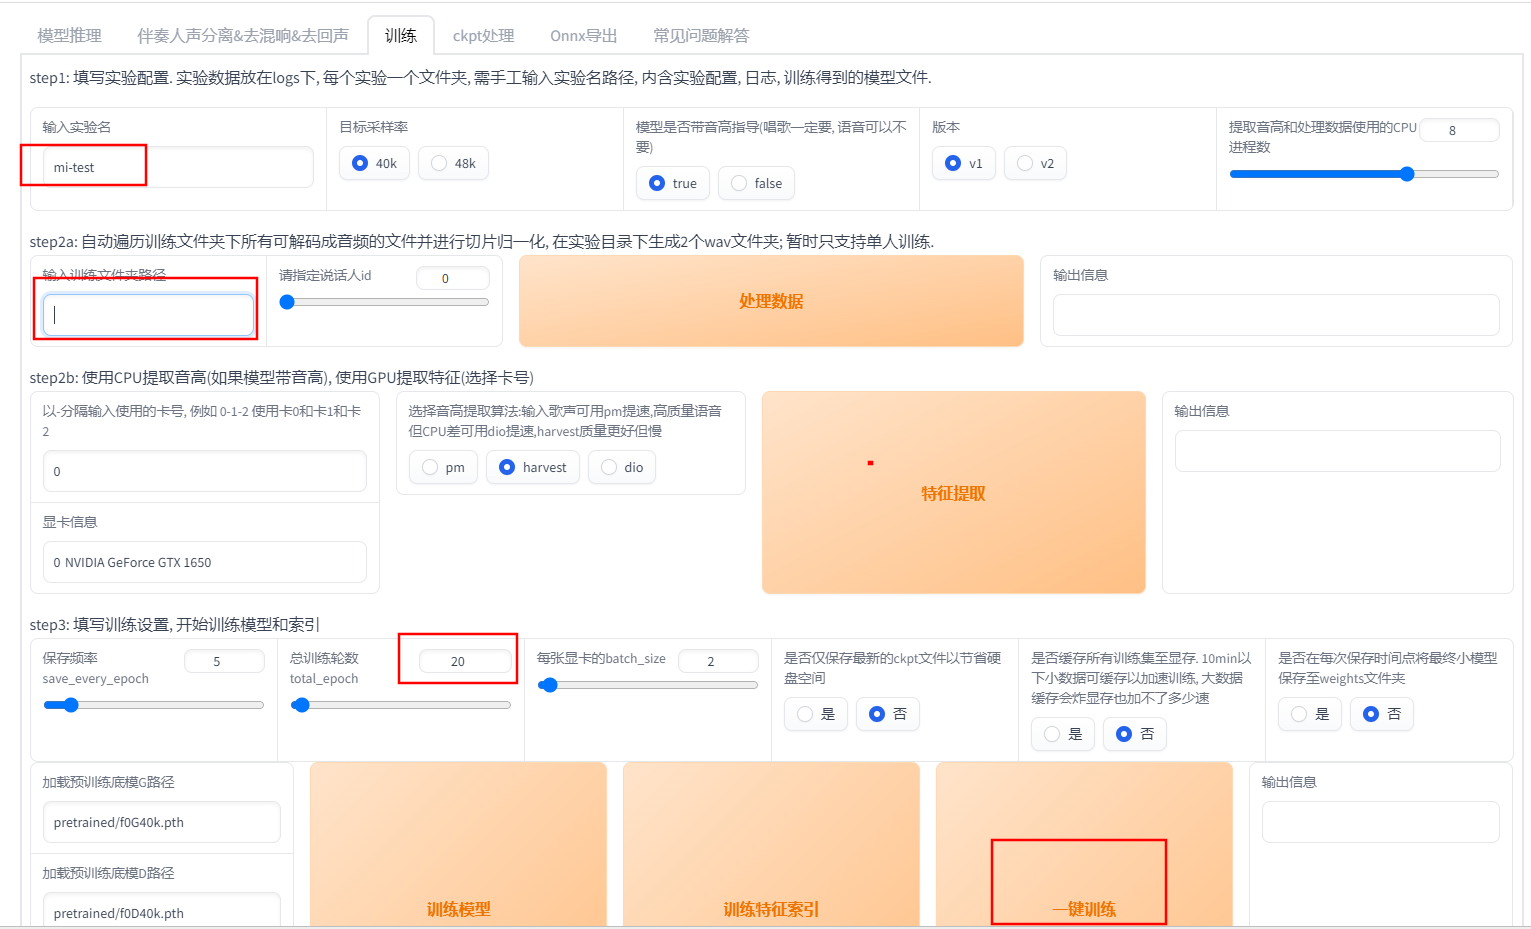 模型推理
伴奏人声分离&去混响&去回声
训练
ckpt处理
Onnx导出
常见问题解答
step1: 填写实验配置. 实验数据放在logs下, 每个实验一个文件夹, 需手工输入实验名路径, 内含实验配置, 日志, 训练得到的模型文件.
输入实验名
mi-test
目标采样率
40k
48k
模型是否带音高指导(唱歌一定要, 语音可以不
要)
true
false
版本
v1
v2
提取音高和处理数据使用的CPU
进程数
8
step2a: 自动遍历训练文件夹下所有可解码成音频的文件并进行切片归一化, 在实验目录下生成2个wav文件夹; 暂时只支持单人训练.
输入训练文件夹路径
请指定说话人id
0
处理数据
输出信息
step2b: 使用CPU提取音高(如果模型带音高), 使用GPU提取特征(选择卡号)
以-分隔输入使用的卡号, 例如 0-1-2 使用卡0和卡1和卡
2
0
显卡信息
0 NVIDIA GeForce GTX 1650
选择音高提取算法:输入歌声可用pm提速,高质量语音
但CPU差可用dio提速,harvest质量更好但慢
pm
harvest
dio
特征提取
输出信息
step3: 填写训练设置, 开始训练模型和索引
保存频率
save_every_epoch
5
总训练轮数
total_epoch
20
每张显卡的batch_size
2
是否仅保存最新的ckpt文件以节省硬
盘空间
是
否
是否缓存所有训练集至显存. 10min以
下小数据可缓存以加速训练, 大数据
缓存会炸显存也加不了多少速
是
否
是否在每次保存时间点将最终小模型
保存至weights文件夹
是
否
加载预训练底模G路径
pretrained/f0G40k.pth
加载预训练底模D路径
pretrained/f0D40k.pth
训练模型
训练特征索引
一键训练
输出信息